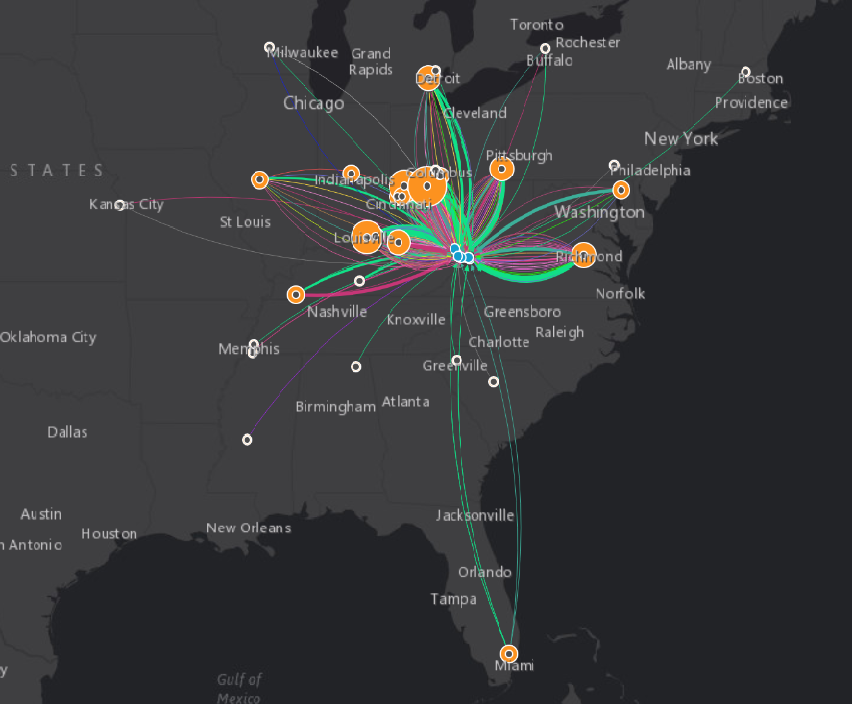 Toronto
Rochester
Buffalo
Milwaukee
Grand
Rapids
Detroit
Albany
Boston
Providence
Chicago
Cleveland
New York
Pittsburgh
STATES
Indianapolis
Columbus
Philadelphia
Kansas City
Cincinnati
Washington
St Louis
Louisville
Richmond
Norfolk
Nashville
Knoxville
Greensboro
Raleigh
Oklahoma City
Memphis
Charlotte
Greenville
Birmingham
Atlanta
Dallas
Austin
Houston
New Orleans
Jacksonville
n Antonio
Orlando
Tampa
Miami
y
Gulf of
Mexico